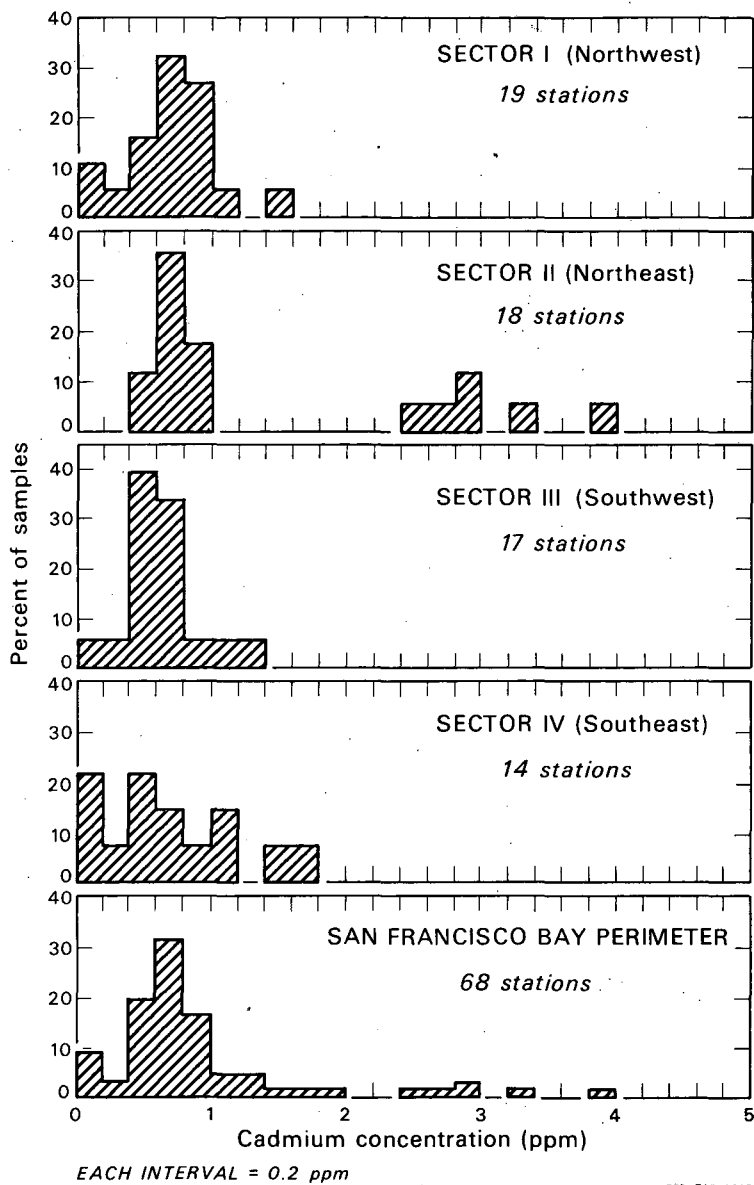 40
SECTOR I (Northwest)
30
19 stations
20
10
0
40
SECTOR II (Northeast)
30
18 stations
20
10
0
40
SECTOR III (Southwest)
30
17 stations
20
10
0
Percent of samples
40
SECTOR IV (Southeast)
30
14 stations
20
10
0
40
SAN FRANCISCO BAY PERIMETER
30
68 stations
20
10
0
0 1 2 3 4 5
Cadmium concentration (ppm)
EACH INTERVAL = 0.2 ppm